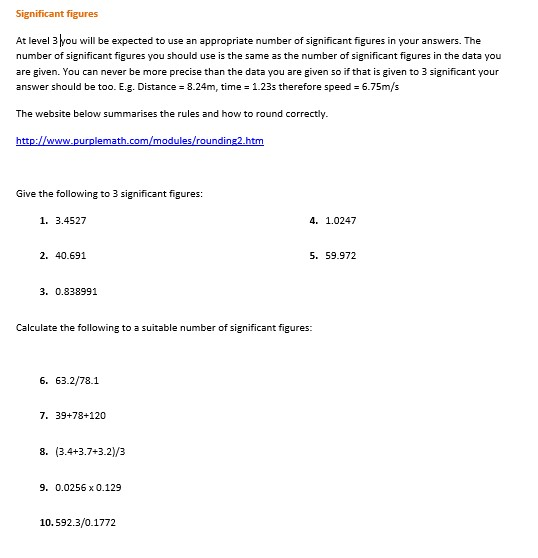 Significant figures
At level 3 you will be expected to use an appropriate number of significant figures in your answers. The
number of significant figures you should use is the same as the number of significant figures in the data you
are given. You can never be more precise than the data you are given so if that is given to 3 significant your
answer should be too. E.g. Distance = 8.24m, time = 1.23s therefore speed = 6.75m/s
The website below summarises the rules and how to round correctly.
http://www.purplemath.com/modules/rounding2.htm
Give the following to 3 significant figures:
1. 3.4527
2. 40.691
3. 0.838991
4. 1.0247
5. 59.972
Calculate the following to a suitable number of significant figures:
6. 63.2/78.1
7. 39+78+120
8. (3.4+3.7+3.2)/3
9. 0.0256 x 0.129
10. 592.3/0.1772